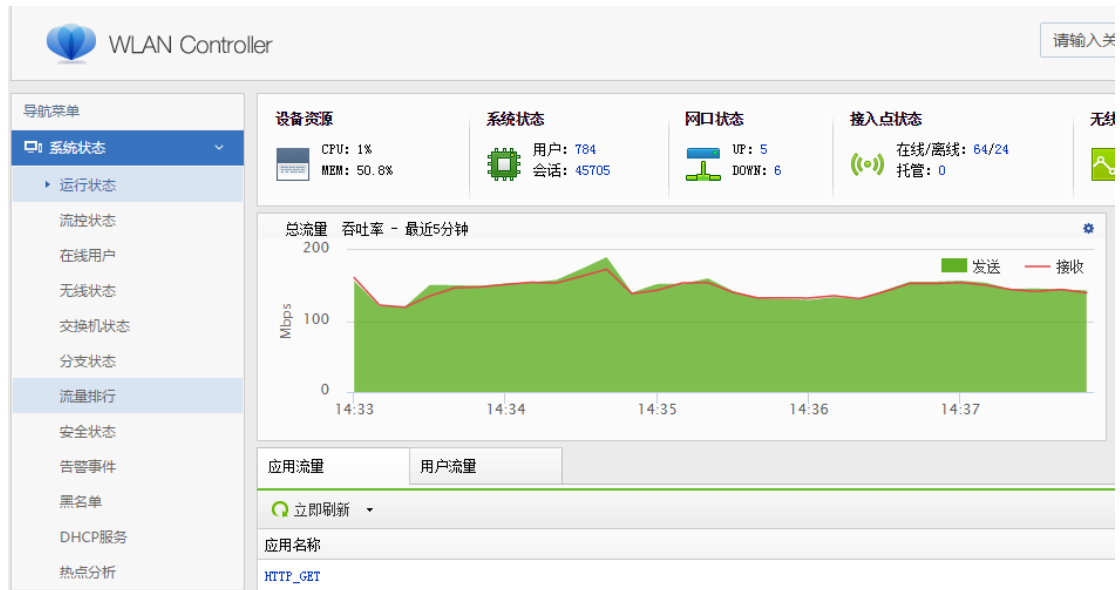 WLAN Controller
请输入关
导航菜单
系统状态
运行状态
流控状态
在线用户
无线状态
交换机状态
分支状态
流量排行
安全状态
告警事件
黑名单
DHCP服务
热点分析
设备资源
CPU: 1%
MEM: 50.8%
系统状态
用户: 784
会话: 45705
网口状态
UP: 5
DOWN: 6
接入点状态
在线/离线: 64/24
托管: 0
无线
总流量 吞吐率 - 最近5分钟
发送 接收
Mbps
200
100
0
14:33 14:34 14:35 14:36 14:37
应用流量 用户流量
立即刷新
应用名称
HTTP_GET